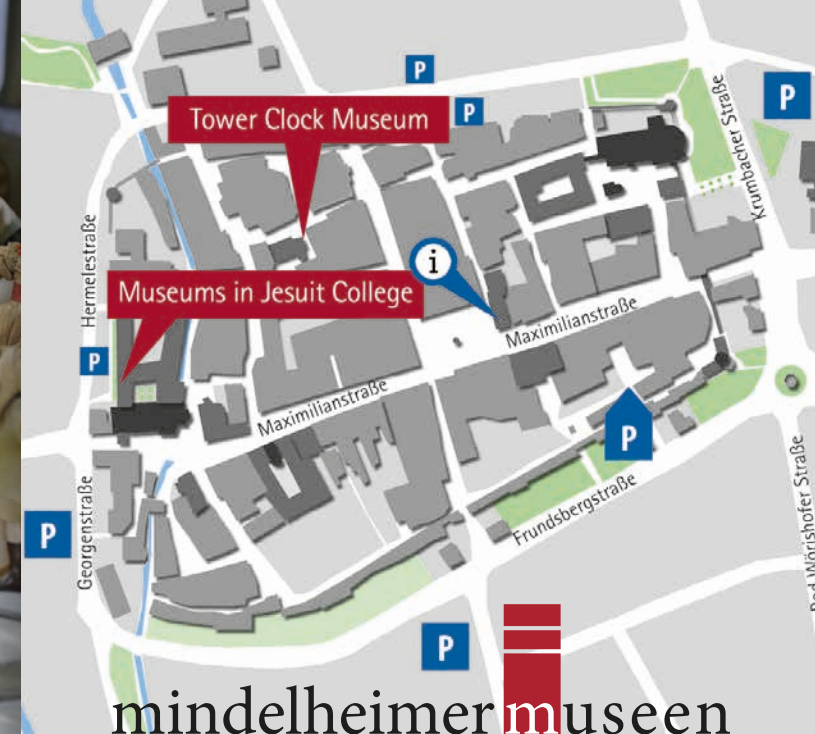 P
P
P
Tower Clock Museum
Krumbacher Straße
Hermelestraße
i
Museums in Jesuit College
Maximilianstraße
P
Maximilianstraße
P
Georgenstraße
P
Frundsbergstraße
Bad Wörishofer Straße
P
mindelheimer museen